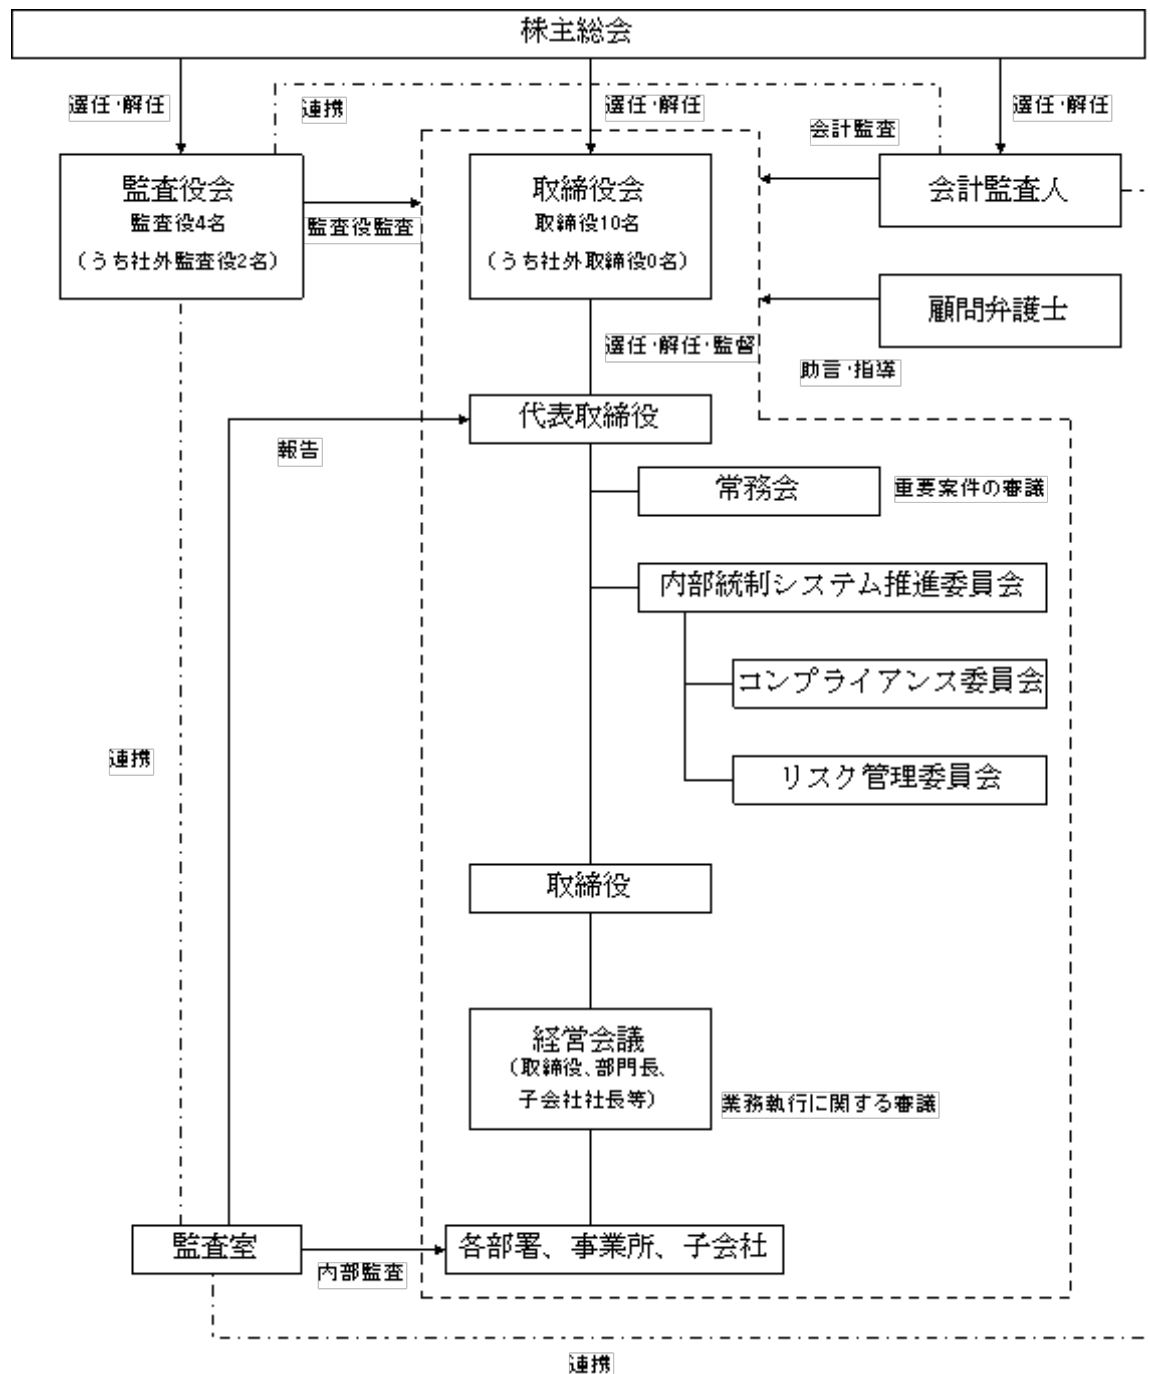 株主総会
選任・解任
連携
選任・解任
選任・解任
会計監査
監査役会
監査役4名
（うち社外監査役2名）
監査役監査
取締役会
取締役10名
（うち社外取締役0名）
会計監査人
顧問弁護士
選任・解任・監督
助言・指導
代表取締役
報告
常務会
重要案件の審議
内部統制システム推進委員会
コンプライアンス委員会
連携
リスク管理委員会
取締役
経営会議
（取締役、部門長、
子会社社長等）
業務執行に関する審議
監査室
内部監査
各部署、事業所、子会社
連携